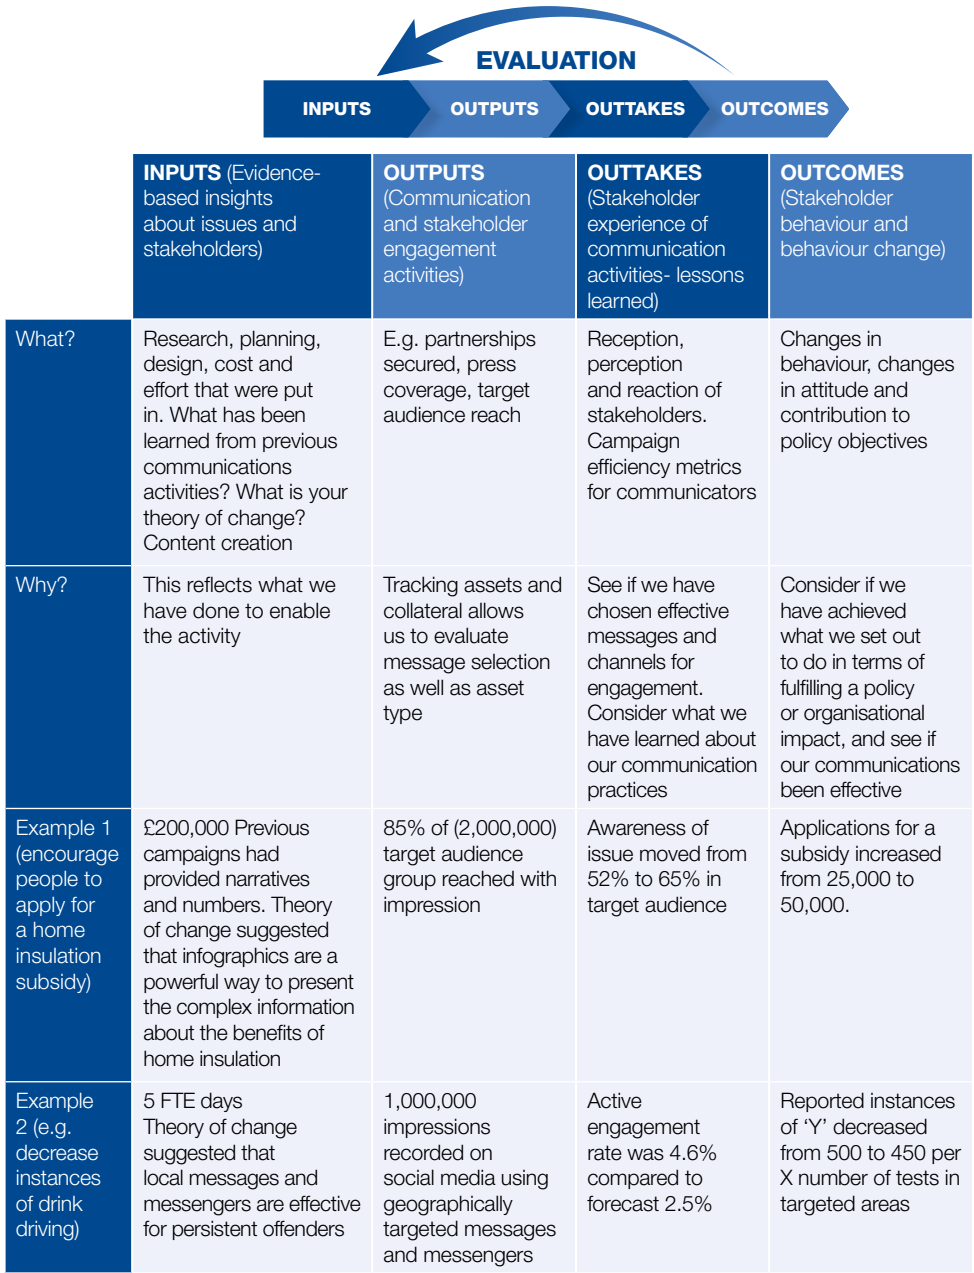 EVALUATION
INPUTS
OUTPUTS
OUTTAKES
OUTCOMES
INPUTS (Evidence-
based insights
about issues and
stakeholders)
OUTPUTS
(Communication
and stakeholder
engagement
activities)
OUTTAKES
(Stakeholder
experience of
communication
activities- lessons
learned)
OUTCOMES
(Stakeholder
behaviour and
behaviour change)
What?
Research, planning,
design, cost and
effort that were put
in. What has been
learned from previous
communications
activities? What is your
theory of change?
Content creation
E.g. partnerships
secured, press
coverage, target
audience reach
Reception,
perception
and reaction of
stakeholders.
Campaign
efficiency metrics
for communicators
Changes in
behaviour, changes
in attitude and
contribution to
policy objectives
Why?
This reflects what we
have done to enable
the activity
Tracking assets and
collateral allows
us to evaluate
message selection
as well as asset
type
See if we have
chosen effective
messages and
channels for
engagement.
Consider what we
have learned about
our communication
practices
Consider if we
have achieved
what we set out
to do in terms of
fulfilling a policy
or organisational
impact, and see if
our communications
been effective
Example 1
(encourage
people to
apply for
a home
insulation
subsidy)
£200,000 Previous
campaigns had
provided narratives
and numbers. Theory
of change suggested
that infographics are a
powerful way to present
the complex information
about the benefits of
home insulation
85% of (2,000,000)
target audience
group reached with
impression
Awareness of
issue moved from
52% to 65% in
target audience
Applications for a
subsidy increased
from 25,000 to
50,000.
Example
2 (e.g.
decrease
instances
of drink
driving)
5 FTE days
Theory of change
suggested that
local messages and
messengers are effective
for persistent offenders
1,000,000
impressions
recorded on
social media using
geographically
targeted messages
and messengers
Active
engagement
rate was 4.6%
compared to
forecast 2.5%
Reported instances
of ‘Y’ decreased
from 500 to 450 per
X number of tests in
targeted areas